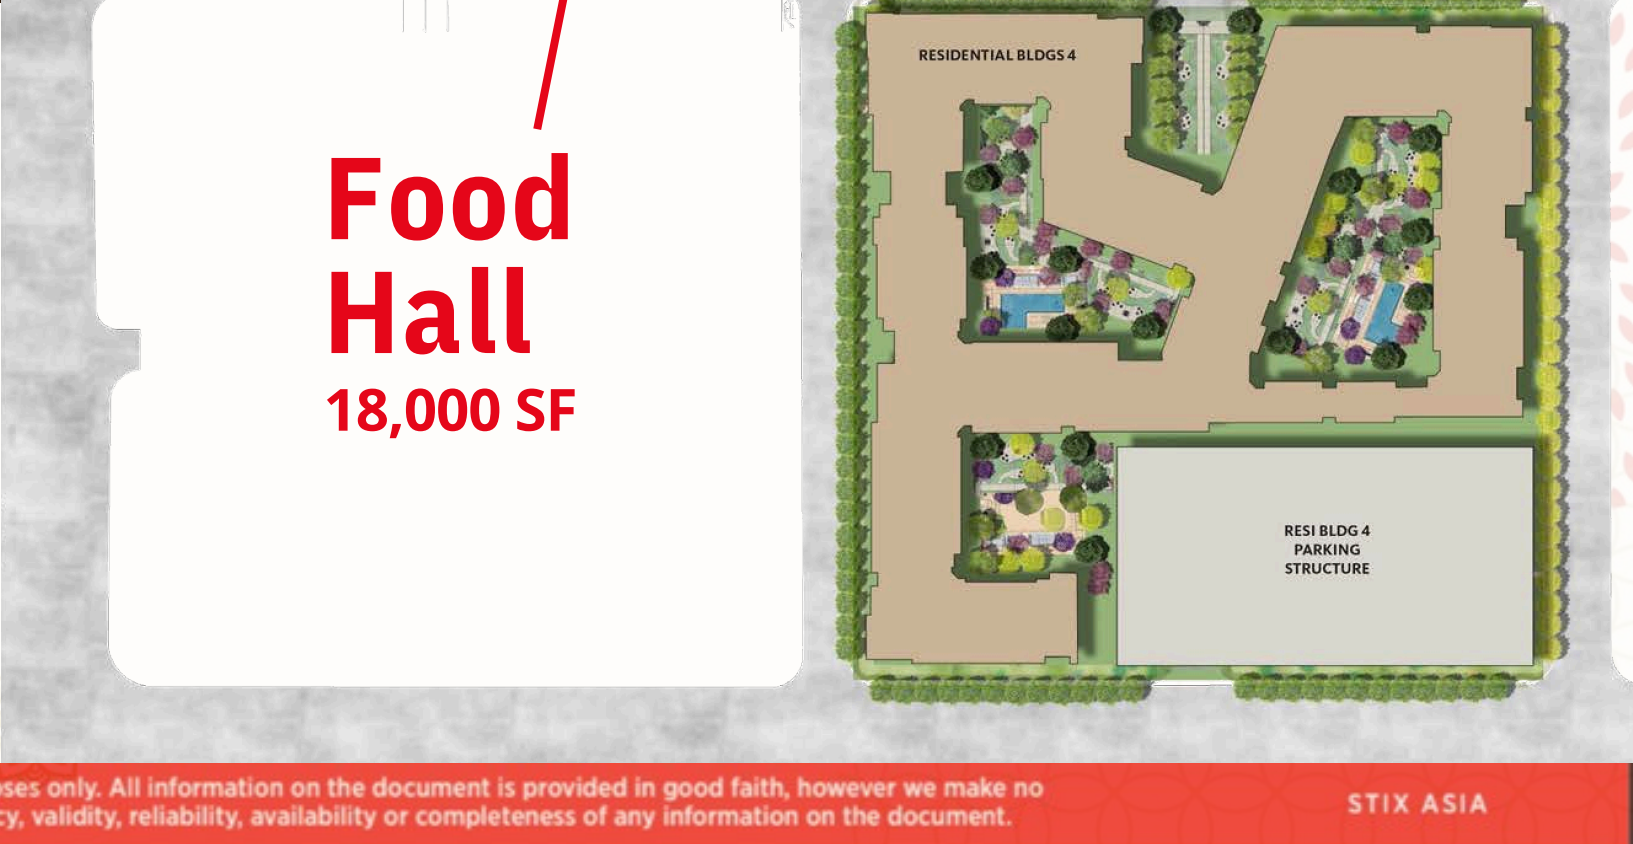 RESIDENTIAL BLDGS 4
Food
Hall
18,000 SF
RESI BLDG 4
PARKING
STRUCTURE
only. All information on the document is provided in good faith, however we make no
validity, reliability, availability or completeness of any information on the document.
STIX ASIA